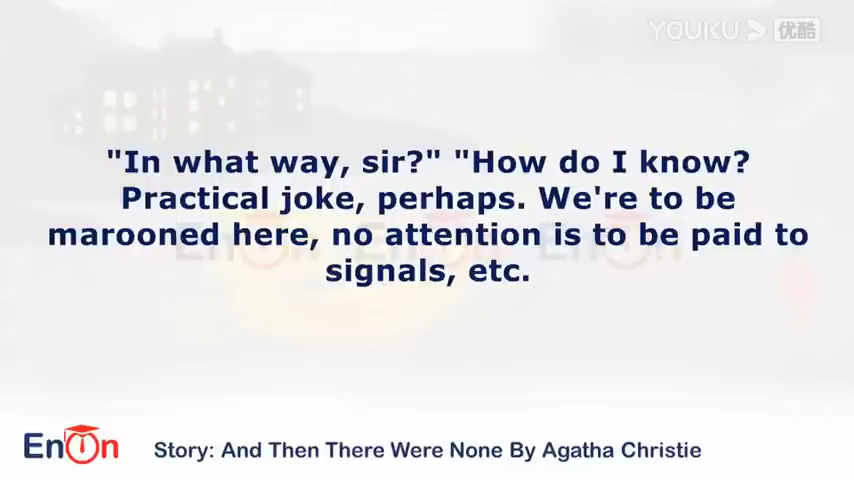 YOUKU 优酷
"In what way, sir?" "How do I know?
Practical joke, perhaps. We're to be
marooned here, no attention is to be paid to
signals, etc.
EnOn
Story: And Then There Were None By Agatha Christie